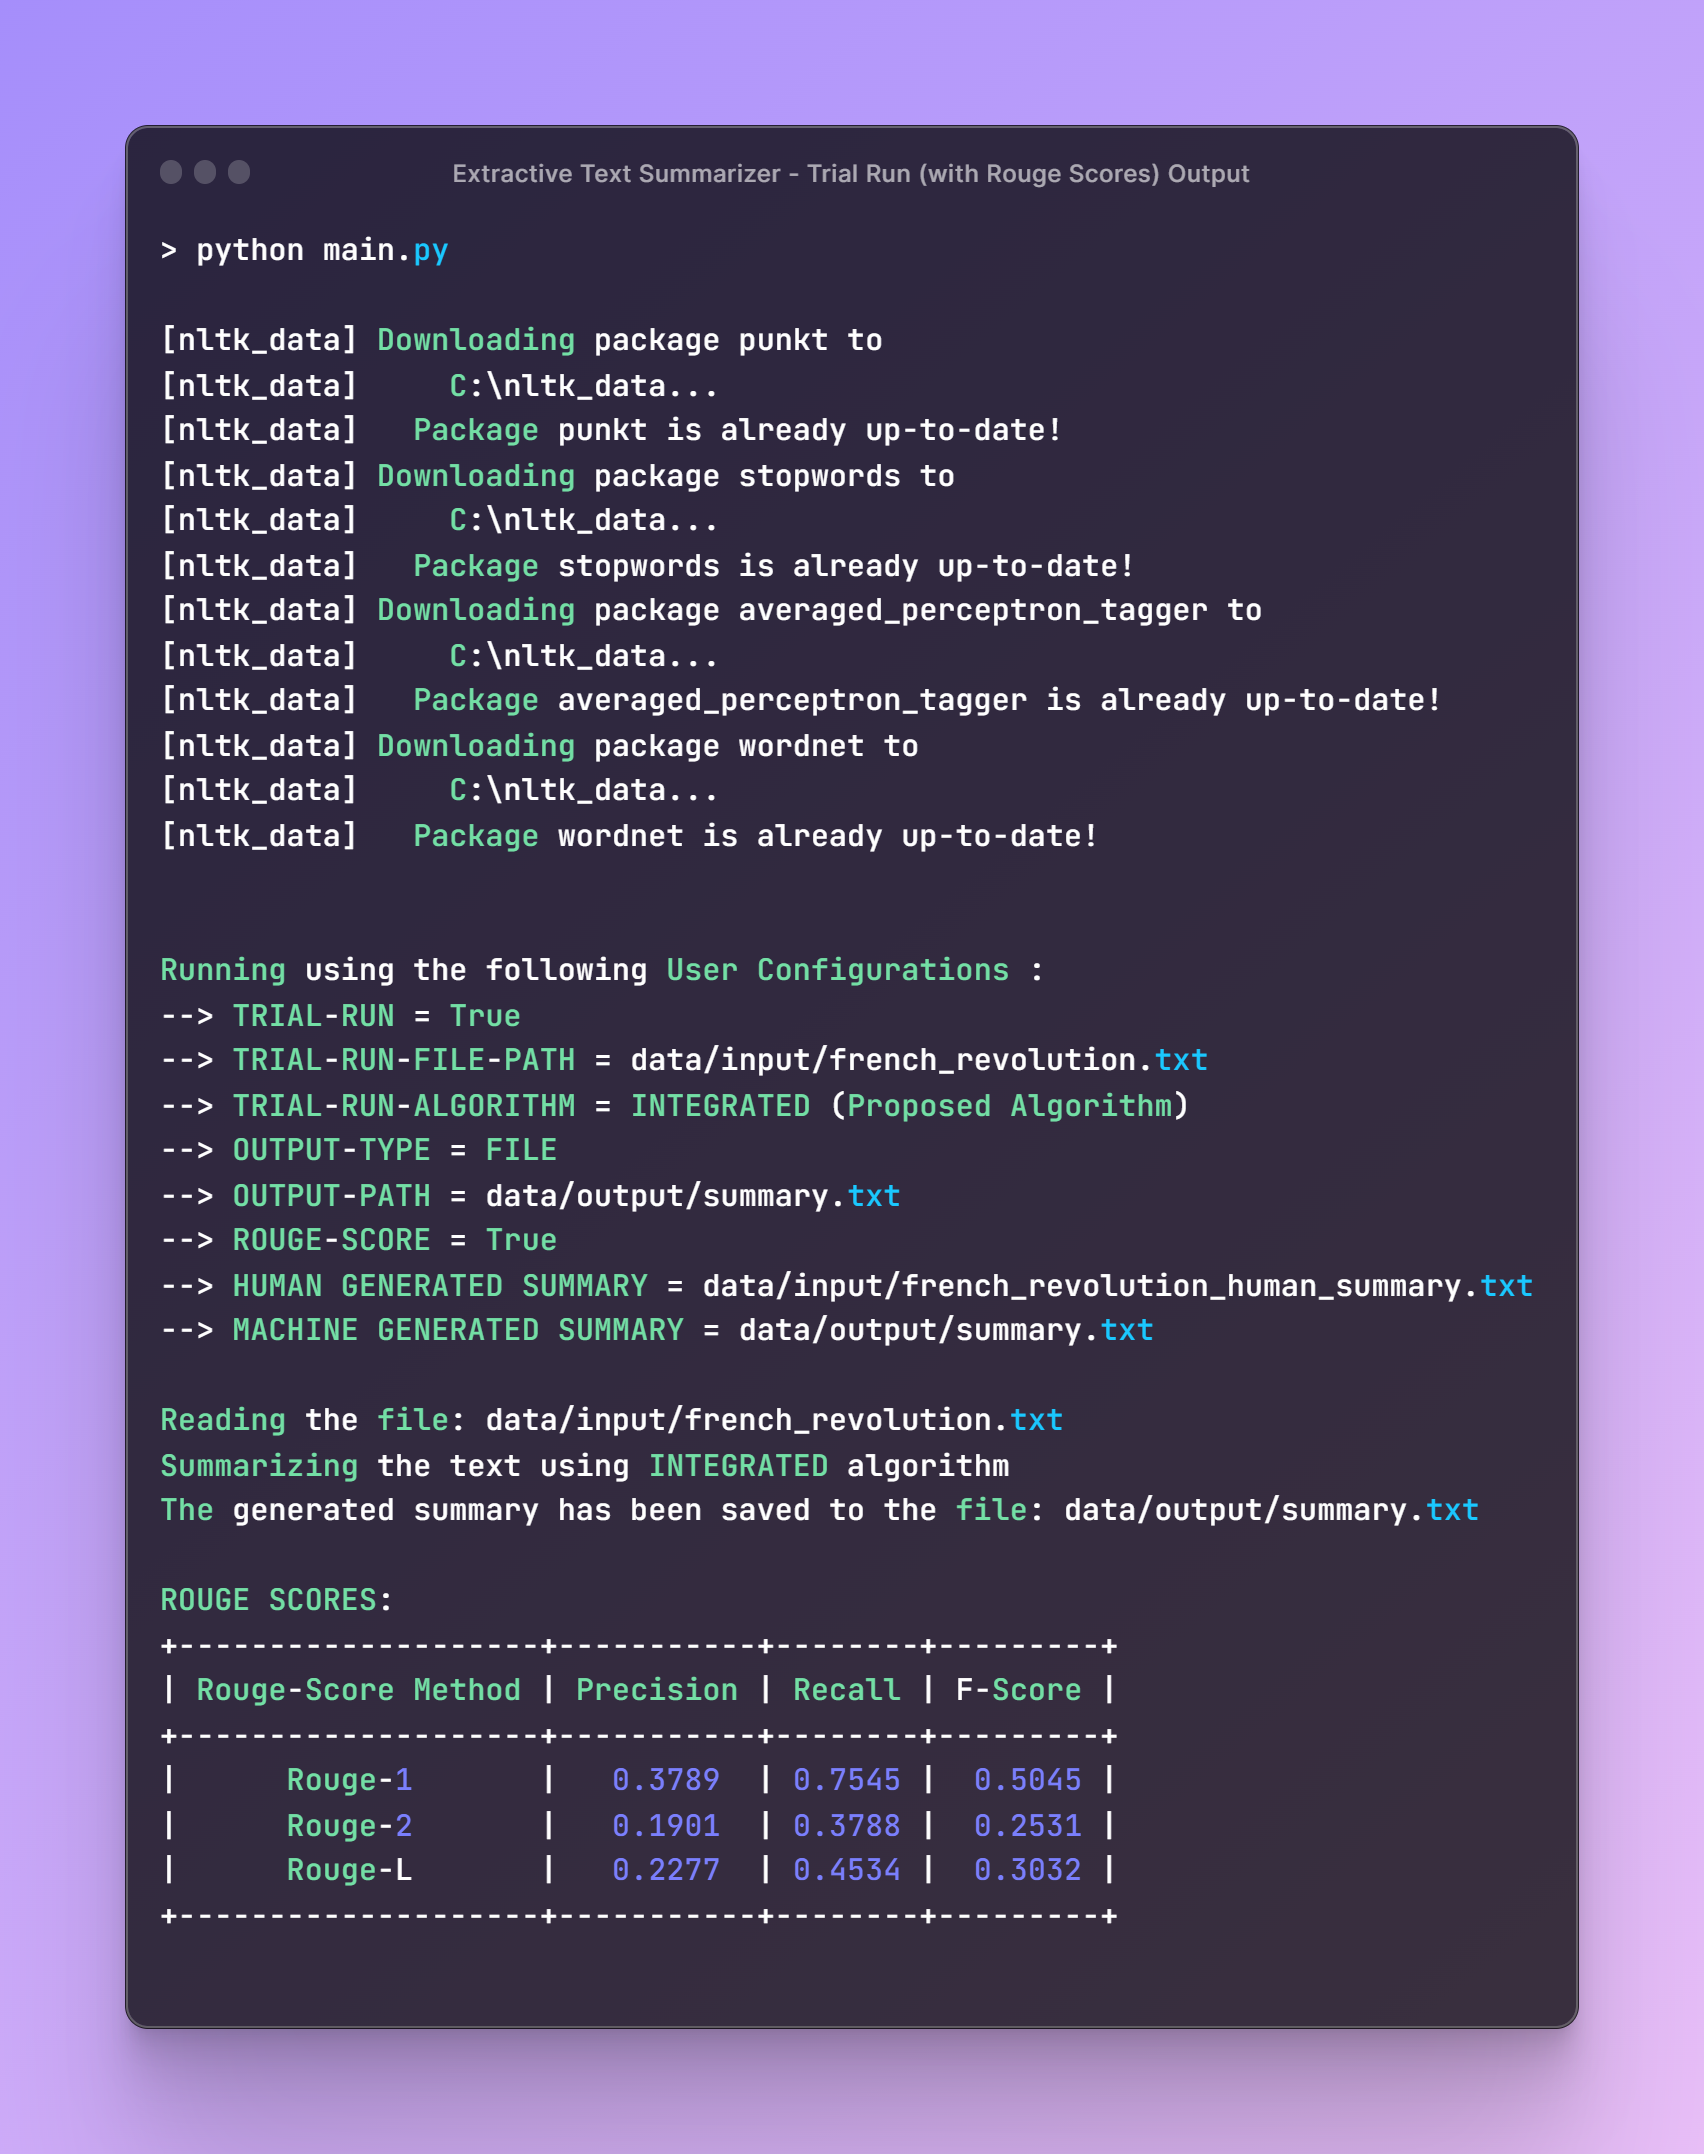 Extractive Text Summarizer - Trial Run (with Rouge Scores) Output
> python main.py
[nltk_data] Downloading package punkt to
[nltk_data]     C:\nltk_data...
[nltk_data]   Package punkt is already up-to-date!
[nltk_data] Downloading package stopwords to
[nltk_data]     C:\nltk_data...
[nltk_data]   Package stopwords is already up-to-date!
[nltk_data] Downloading package averaged_perceptron_tagger to
[nltk_data]     C:\nltk_data...
[nltk_data]   Package averaged_perceptron_tagger is already up-to-date!
[nltk_data] Downloading package wordnet to
[nltk_data]     C:\nltk_data...
[nltk_data]   Package wordnet is already up-to-date!
Running using the following User Configurations :
--> TRIAL-RUN = True
--> TRIAL-RUN-FILE-PATH = data/input/french_revolution.txt
--> TRIAL-RUN-ALGORITHM = INTEGRATED (Proposed Algorithm)
--> OUTPUT-TYPE = FILE
--> OUTPUT-PATH = data/output/summary.txt
--> ROUGE-SCORE = True
--> HUMAN GENERATED SUMMARY = data/input/french_revolution_human_summary.txt
--> MACHINE GENERATED SUMMARY = data/output/summary.txt
Reading the file: data/input/french_revolution.txt
Summarizing the text using INTEGRATED algorithm
The generated summary has been saved to the file: data/output/summary.txt
ROUGE SCORES:
+--------------------+-----------+--------+---------+
| Rouge-Score Method | Precision | Recall | F-Score |
+--------------------+-----------+--------+---------+
|      Rouge-1       |   0.3789  | 0.7545 |  0.5045 |
|      Rouge-2       |   0.1901  | 0.3788 |  0.2531 |
|      Rouge-L       |   0.2277  | 0.4534 |  0.3032 |
+--------------------+-----------+--------+---------+